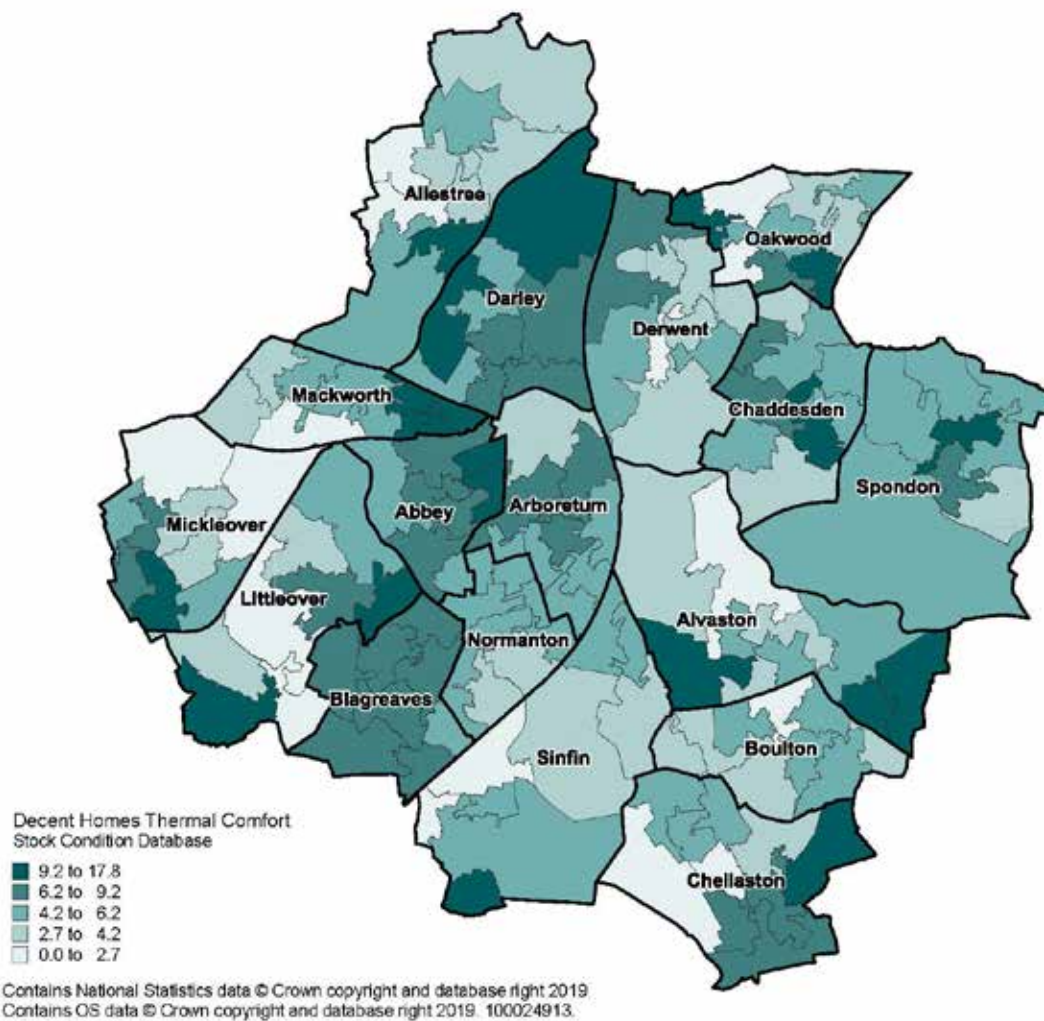 Allestree
Oakwood
Darley
Derwent
Mackworth
Chaddesden
Spondon
Abbey
Arboretum
Mickleover
Littleover
Alvaston
Normanton
Blagreaves
Boulton
Sinfin
Chellaston
Decent Homes Thermal Comfort
Stock Condition Database
9.2 to 17.8
6.2 to 9.2
4.2 to 6.2
2.7 to 4.2
0.0 to 2.7
Contains National Statistics data © Crown copyright and database right 2019
Contains OS data © Crown copyright and database right 2019. 100024913.